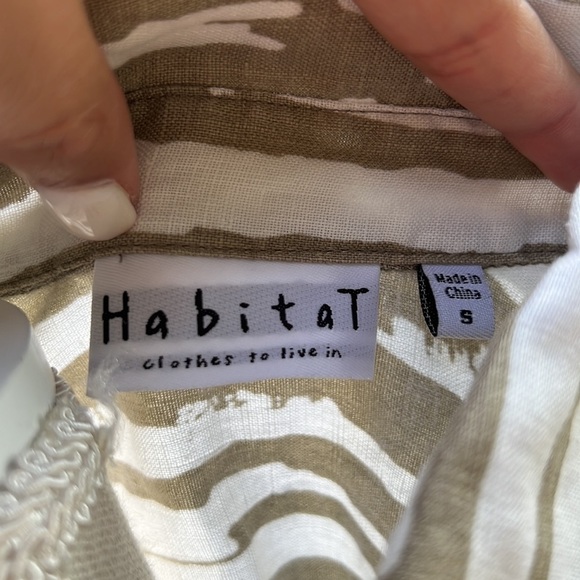 HabitaT
clothes to live in
Made in
China
S